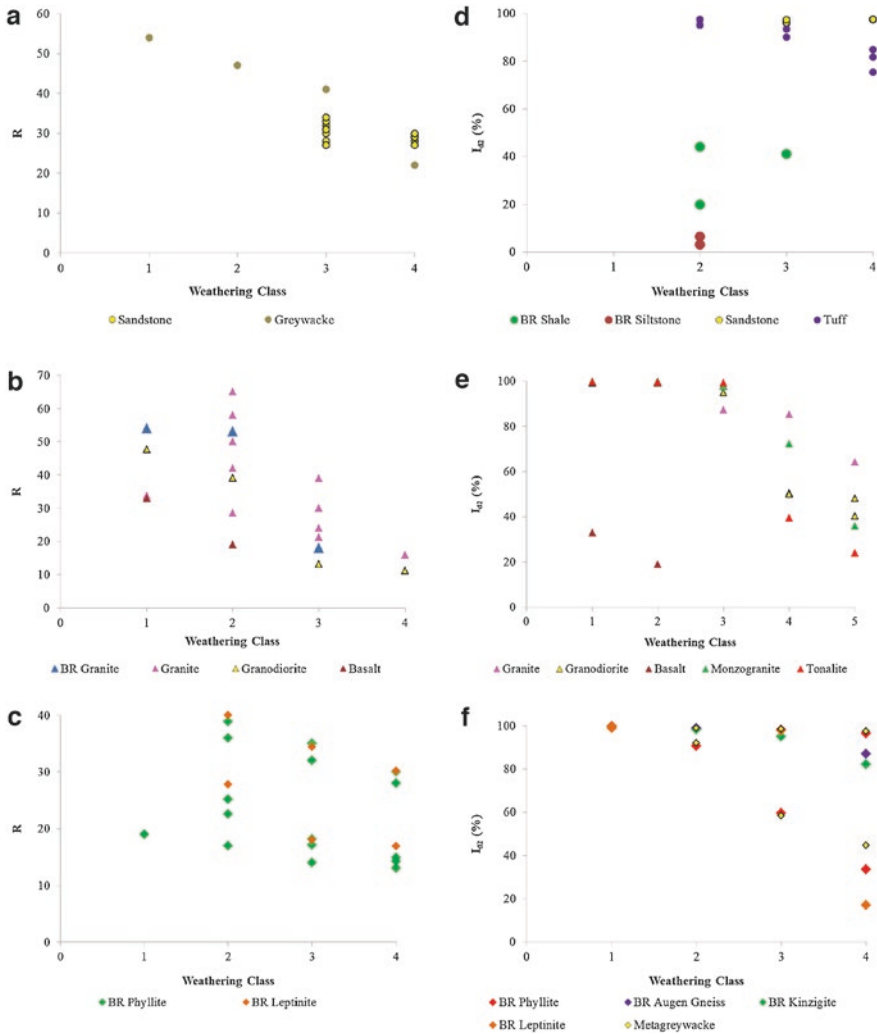 a
60
50
40
30
20
10
0
R
0 1 2 3 4
Weathering Class
Sandstone Greywacke
b
70
60
50
40
30
20
10
0
R
0 1 2 3 4
Weathering Class
BR Granite Granite Granodiorite Basalt
c
40
30
20
10
0
R
0 1 2 3 4
Weathering Class
BR Phyllite BR Leptinite
d
100
80
60
40
20
0
Id2 (%)
0 1 2 3 4
Weathering Class
BR Shale BR Siltstone Sandstone Tuff
e
100
80
60
40
20
0
Id2 (%)
0 1 2 3 4 5
Weathering Class
Granite Granodiorite Basalt Monzogranite Tonalite
f
100
80
60
40
20
0
Id2 (%)
0 1 2 3 4
Weathering Class
BR Phyllite BR Augen Gneiss BR Kinzigite
BR Leptinite Metagreywacke